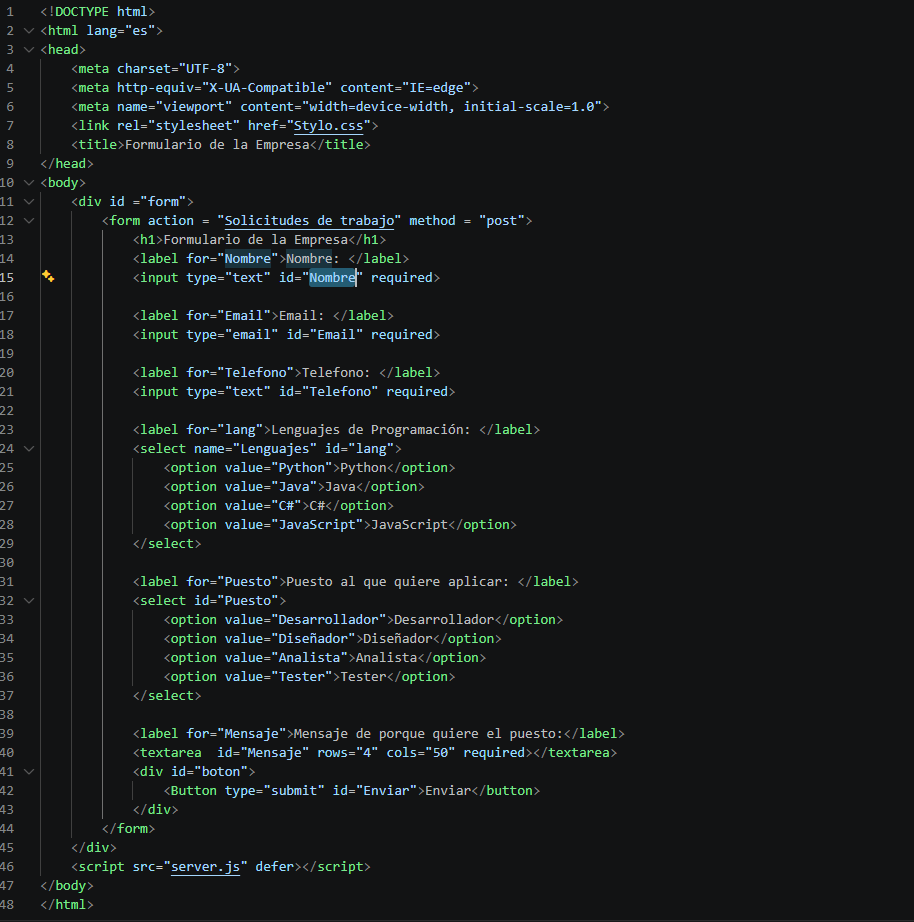 1 <!DOCTYPE html>
2 <html lang="es">
3 <head>
4     <meta charset="UTF-8">
5     <meta http-equiv="X-UA-Compatible" content="IE=edge">
6     <meta name="viewport" content="width=device-width, initial-scale=1.0">
7     <link rel="stylesheet" href="Stylo.css">
8     <title>Formulario de la Empresa</title>
9 </head>
10 <body>
11     <div id ="form">
12         <form action = "Solicitudes de trabajo" method = "post">
13             <h1>Formulario de la Empresa</h1>
14             <label for="Nombre">Nombre: </label>
15             <input type="text" id="Nombre" required>
16
17             <label for="Email">Email: </label>
18             <input type="email" id="Email" required>
19
20             <label for="Telefono">Telefono: </label>
21             <input type="text" id="Telefono" required>
22
23             <label for="lang">Lenguajes de Programación: </label>
24             <select name="Lenguajes" id="lang">
25                 <option value="Python">Python</option>
26                 <option value="Java">Java</option>
27                 <option value="C#">C#</option>
28                 <option value="JavaScript">JavaScript</option>
29             </select>
30
31             <label for="Puesto">Puesto al que quiere aplicar: </label>
32             <select id="Puesto">
33                 <option value="Desarrollador">Desarrollador</option>
34                 <option value="Diseñador">Diseñador</option>
35                 <option value="Analista">Analista</option>
36                 <option value="Tester">Tester</option>
37             </select>
38
39             <label for="Mensaje">Mensaje de porque quiere el puesto:</label>
40             <textarea  id="Mensaje" rows="4" cols="50" required></textarea>
41             <div id="boton">
42                 <Button type="submit" id="Enviar">Enviar</button>
43             </div>
44         </form>
45     </div>
46     <script src="server.js" defer></script>
47 </body>
48 </html>